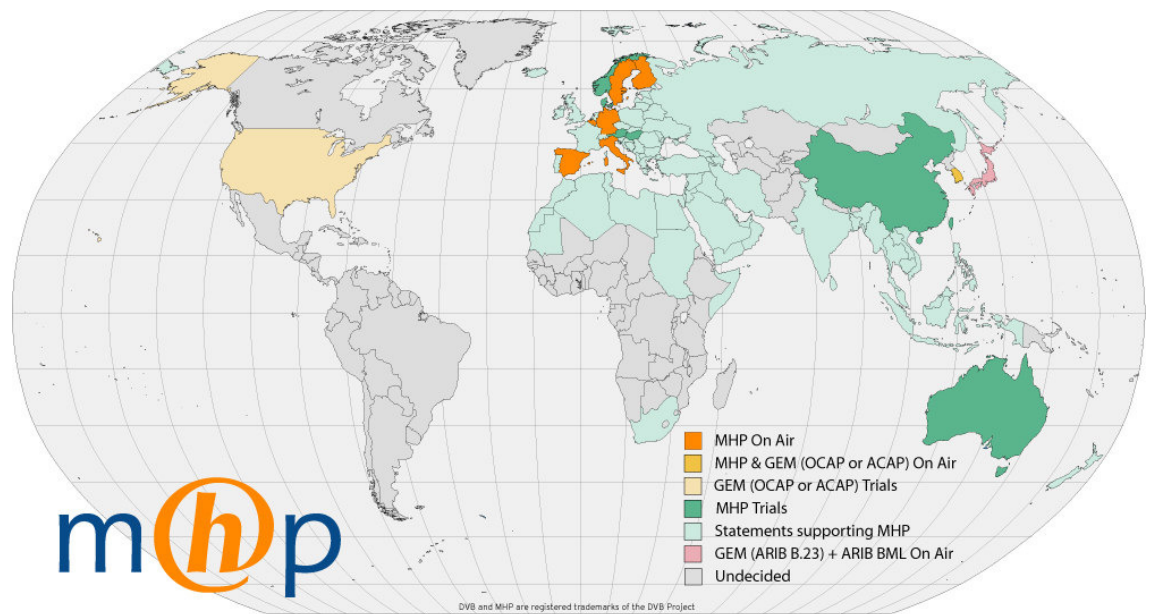 MHP On Air
MHP & GEM (OCAP or ACAP) On Air
GEM (OCAP or ACAP) Trials
MHP Trials
Statements supporting MHP
GEM (ARIB B.23) + ARIB BML On Air
Undecided
mhp
DVB and MHP are registered trademarks of the DVB Project